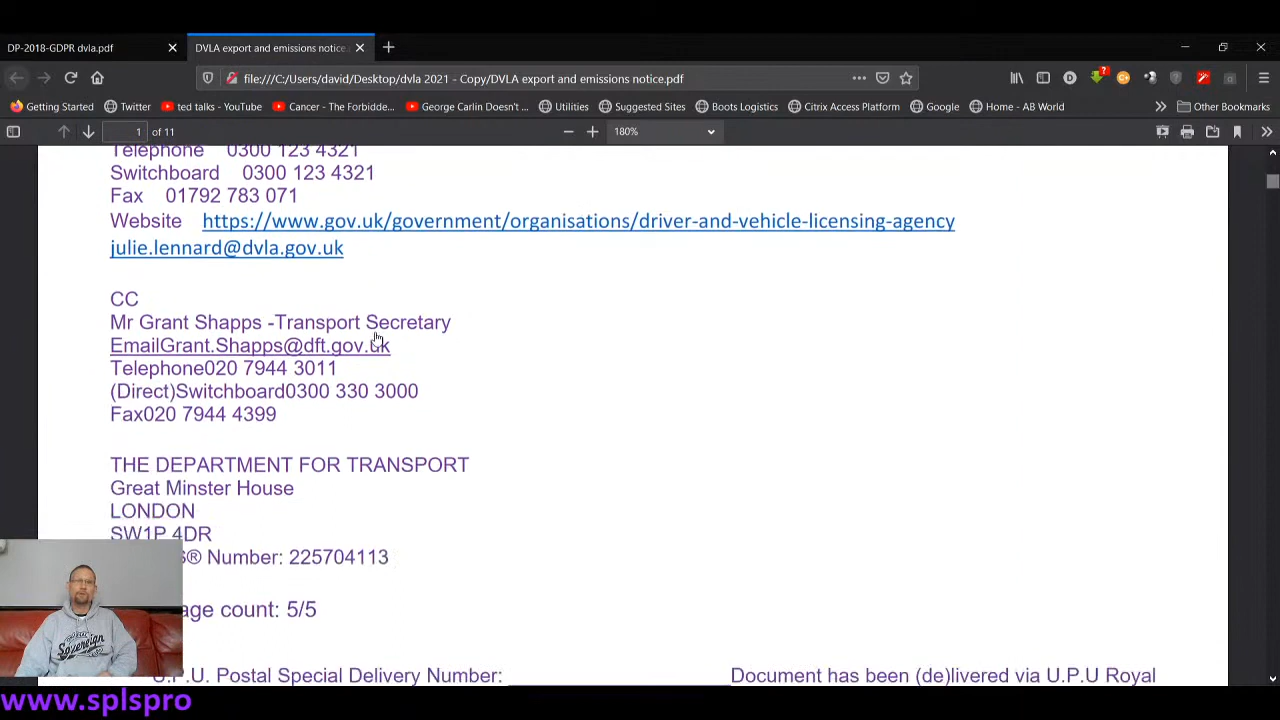 DP-2018-GDPR dvla.pdf
DVLA export and emissions notice
file:///C:/Users/david/Desktop/dvla 2021 - Copy/DVLA export and emissions notice.pdf
Getting Started
Twitter
ted talks - YouTube
Cancer - The Forbidde...
George Carlin Doesn't...
Utilities
Suggested Sites
Boots Logistics
Citrix Access Platform
Google
Home - AB World
Other Bookmarks
1 of 11
180%
Telephone 0300 123 4321
Switchboard 0300 123 4321
Fax 01792 783 071
Website https://www.gov.uk/government/organisations/driver-and-vehicle-licensing-agency
julie.lennard@dvla.gov.uk
CC
Mr Grant Shapps -Transport Secretary
EmailGrant.Shapps@dft.gov.uk
Telephone020 7944 3011
(Direct)Switchboard0300 330 3000
Fax020 7944 4399
THE DEPARTMENT FOR TRANSPORT
Great Minster House
LONDON
SW1P 4DR
S® Number: 225704113
age count: 5/5
U.P.U. Postal Special Delivery Number: ____________________ Document has been (de)livered via U.P.U Royal
Sovereign
www.splspro